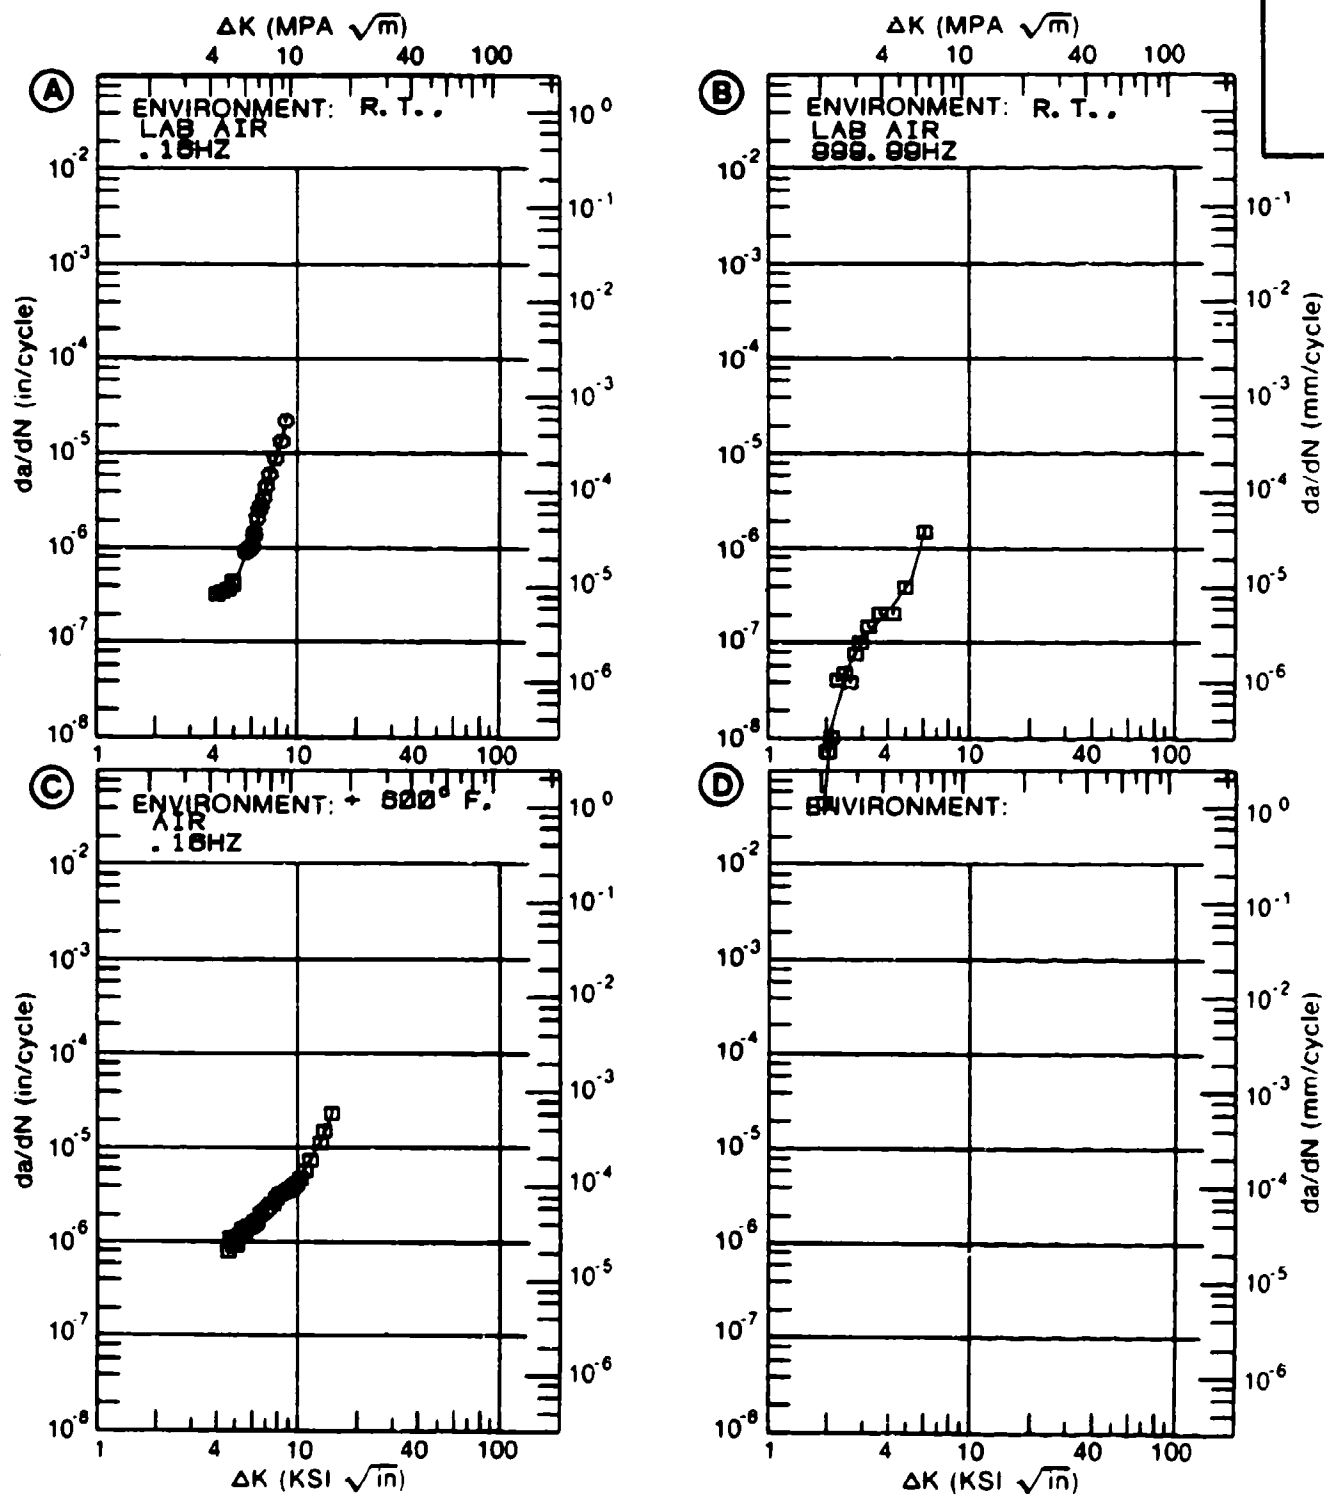 ΔK (MPA √m)
4 10 40 100
A
ENVIRONMENT: R.T.,
LAB AIR
10⁰
10⁻² 10⁻¹
10⁻³ 10⁻²
10⁻⁴ 10⁻³
10⁻⁵ 10⁻⁴
10⁻⁶ 10⁻⁵
10⁻⁷ 10⁻⁶
10⁻⁸
da/dN (in/cycle)
1 4 10 40 100
ΔK (MPA √m)
4 10 40 100
B
ENVIRONMENT: R.T.,
LAB AIR
10⁻² 10⁻¹
10⁻³ 10⁻²
10⁻⁴ 10⁻³
10⁻⁵ 10⁻⁴
10⁻⁶ 10⁻⁵
10⁻⁷ 10⁻⁶
10⁻⁸
da/dN (mm/cycle)
1 4 10 40 100
C
ENVIRONMENT: + F.
AIR
10⁰
10⁻² 10⁻¹
10⁻³ 10⁻²
10⁻⁴ 10⁻³
10⁻⁵ 10⁻⁴
10⁻⁶ 10⁻⁵
10⁻⁷ 10⁻⁶
10⁻⁸
da/dN (in/cycle)
1 4 10 40 100
ΔK (KSI √in)
D
ENVIRONMENT:
10⁰
10⁻² 10⁻¹
10⁻³ 10⁻²
10⁻⁴ 10⁻³
10⁻⁵ 10⁻⁴
10⁻⁶ 10⁻⁵
10⁻⁷ 10⁻⁶
10⁻⁸
da/dN (mm/cycle)
1 4 10 40 100
ΔK (KSI √in)